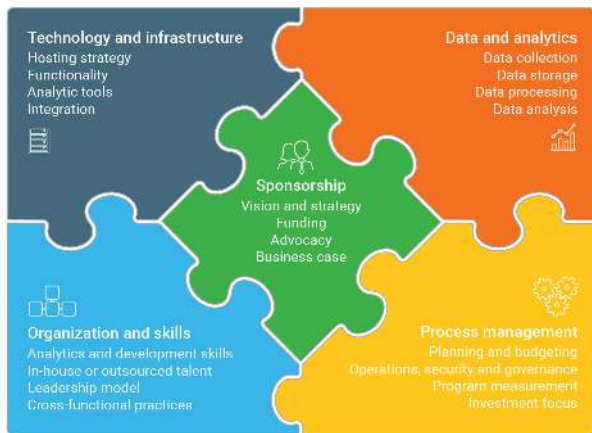 Technology and infrastructure
Hosting strategy
Functionality
Analytic tools
Integration
Data and analytics
Data collection
Data storage
Data processing
Data analysis
Sponsorship
Vision and strategy
Funding
Advocacy
Business case
Organization and skills
Analytics and development skills
In-house or outsourced talent
Leadership model
Cross-functional practices
Process management
Planning and budgeting
Operations, security and governance
Program measurement
Investment focus